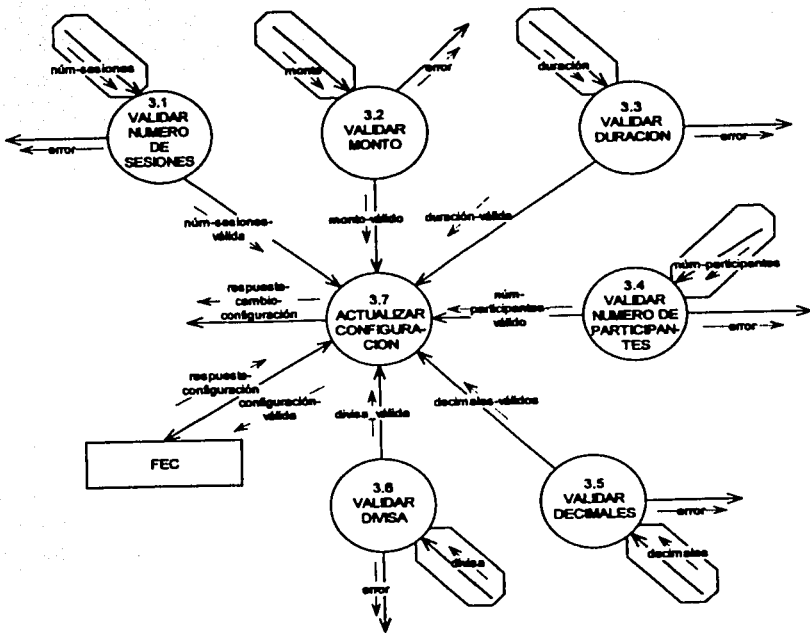 núm-sesiones
3.1
VALIDAR
NUMERO
DE
SESIONES
error
monto
3.2
VALIDAR
MONTO
error
duración
3.3
VALIDAR
DURACION
error
núm-sesiones-
válida
monto-válido
duración-válida
núm-participantes
3.4
VALIDAR
NUMERO DE
PARTICIPAN-
TES
error
núm-
participantes
válido
respuesta-
cambio-
configuración
3.7
ACTUALIZAR
CONFIGURA-
CION
respuesta-
configuración
configuración-
válida
FEC
divisa_válida
decimales-válidos
3.6
VALIDAR
DIVISA
divisa
error
3.5
VALIDAR
DECIMALES
error
decimales